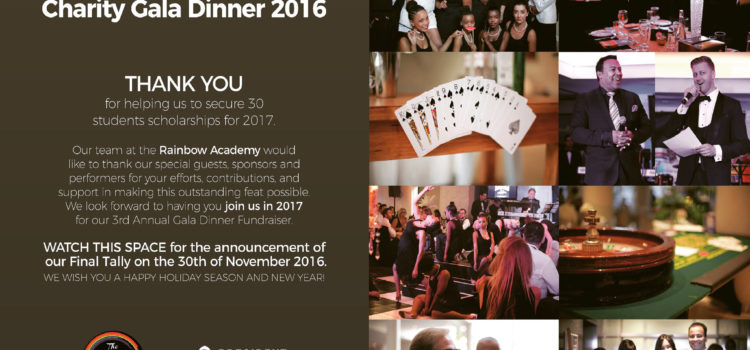 Charity Gala Dinner 2016
THANK YOU
for helping us to secure 30
students scholarships for 2017.
Our team at the Rainbow Academy would
like to thank our special guests, sponsors and
performers for your efforts, contributions, and
support in making this outstanding feat possible.
We look forward to having you join us in 2017
for our 3rd Annual Gala Dinner Fundraiser.
WATCH THIS SPACE for the announcement of
our Final Tally on the 30th of November 2016.
WE WISH YOU A HAPPY HOLIDAY SEASON AND NEW YEAR!
The